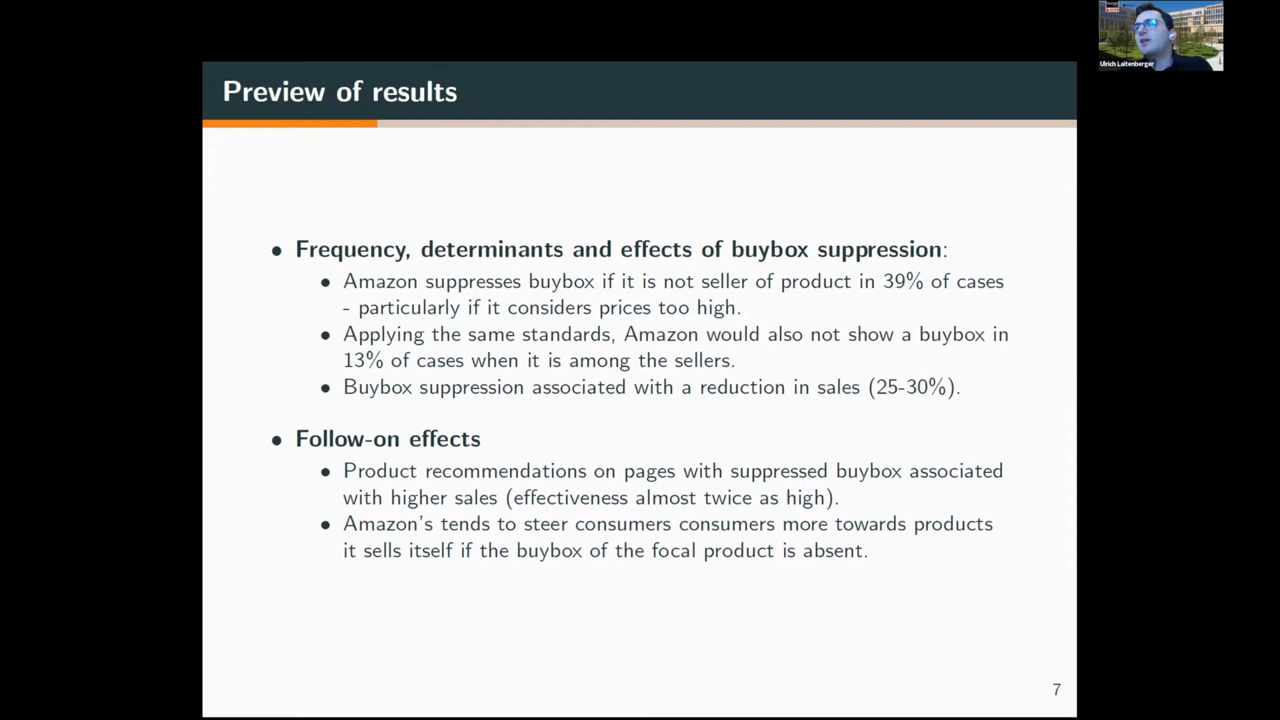 Ulrich Laitenberger
Preview of results
• Frequency, determinants and effects of buybox suppression:
• Amazon suppresses buybox if it is not seller of product in 39% of cases
- particularly if it considers prices too high.
• Applying the same standards, Amazon would also not show a buybox in
13% of cases when it is among the sellers.
• Buybox suppression associated with a reduction in sales (25-30%).
• Follow-on effects
• Product recommendations on pages with suppressed buybox associated
with higher sales (effectiveness almost twice as high).
• Amazon's tends to steer consumers consumers more towards products
it sells itself if the buybox of the focal product is absent.
7